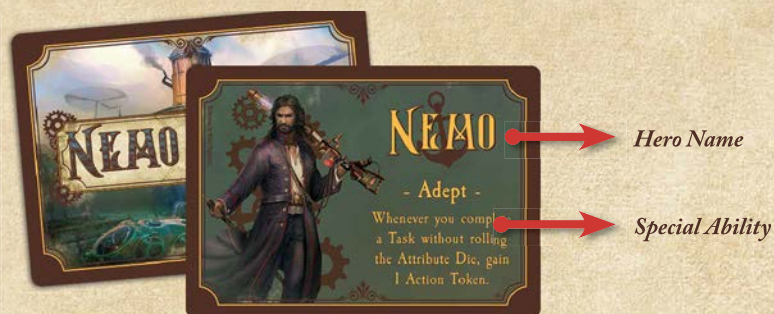 NEMO
NEMO
Hero Name
- Adept -
Whenever you complete
a Task without rolling
the Attribute Die, gain
1 Action Token.
Special Ability